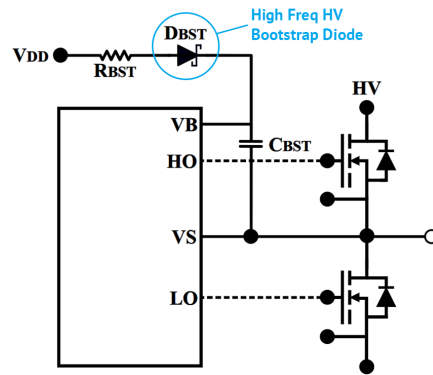 High Freq HV
Bootstrap Diode
VDD
RBST
DBST
HV
VB
CBST
HO
VS
LO